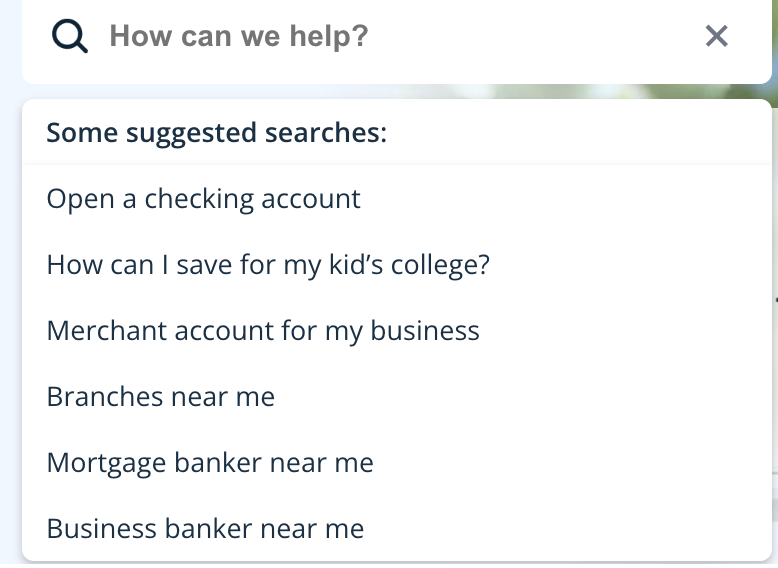 How can we help?
Some suggested searches:
Open a checking account
How can I save for my kid’s college?
Merchant account for my business
Branches near me
Mortgage banker near me
Business banker near me